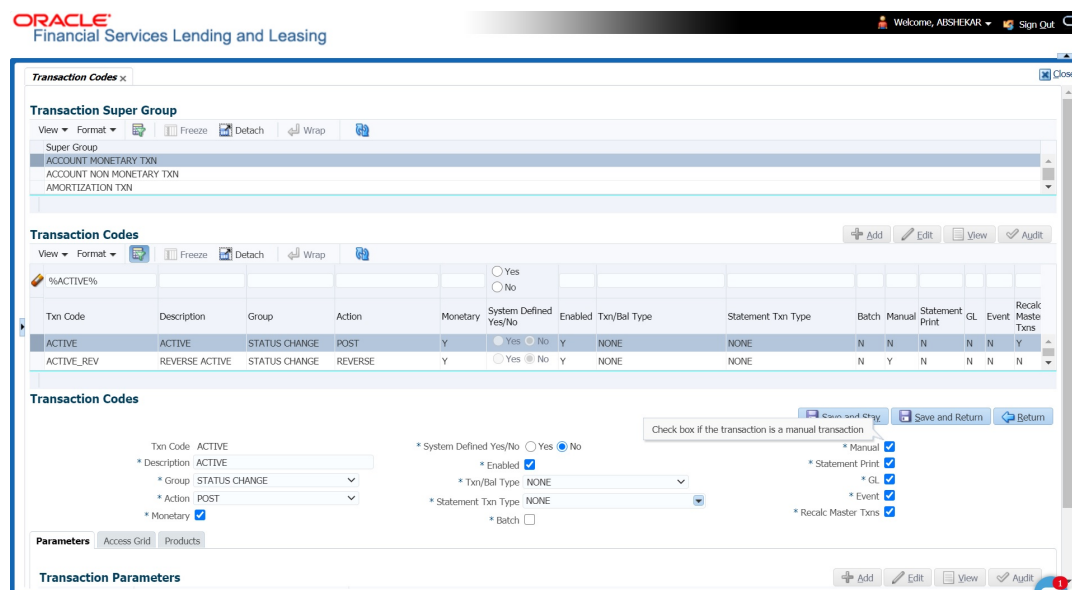 ORACLE
Financial Services Lending and Leasing
Welcome, ABSHEKAR
Sign Out
Transaction Codes
Close
Transaction Super Group
View Format Freeze Detach Wrap
Super Group
ACCOUNT MONETARY TXN
ACCOUNT NON MONETARY TXN
AMORTIZATION TXN
Transaction Codes
Add Edit View Audit
View Format Freeze Detach Wrap
%ACTIVE%
Yes
No
Txn Code Description Group Action Monetary System Defined Yes/No Enabled Txn/Bal Type Statement Txn Type Batch Manual Statement Print GL Event Recalc Maste Txns
ACTIVE ACTIVE STATUS CHANGE POST Y Yes No Y NONE NONE N N N N N Y
ACTIVE_REV REVERSE ACTIVE STATUS CHANGE REVERSE Y Yes No Y NONE NONE N Y N N N N
Transaction Codes
Save and Stay Save and Return Return
Check box if the transaction is a manual transaction
Txn Code ACTIVE
* Description ACTIVE
* Group STATUS CHANGE
* Action POST
* Monetary
* System Defined Yes/No Yes No
* Enabled
* Txn/Bal Type NONE
* Statement Txn Type NONE
* Batch
* Manual
* Statement Print
* GL
* Event
* Recalc Master Txns
Parameters Access Grid Products
Transaction Parameters
Add Edit View Audit
1